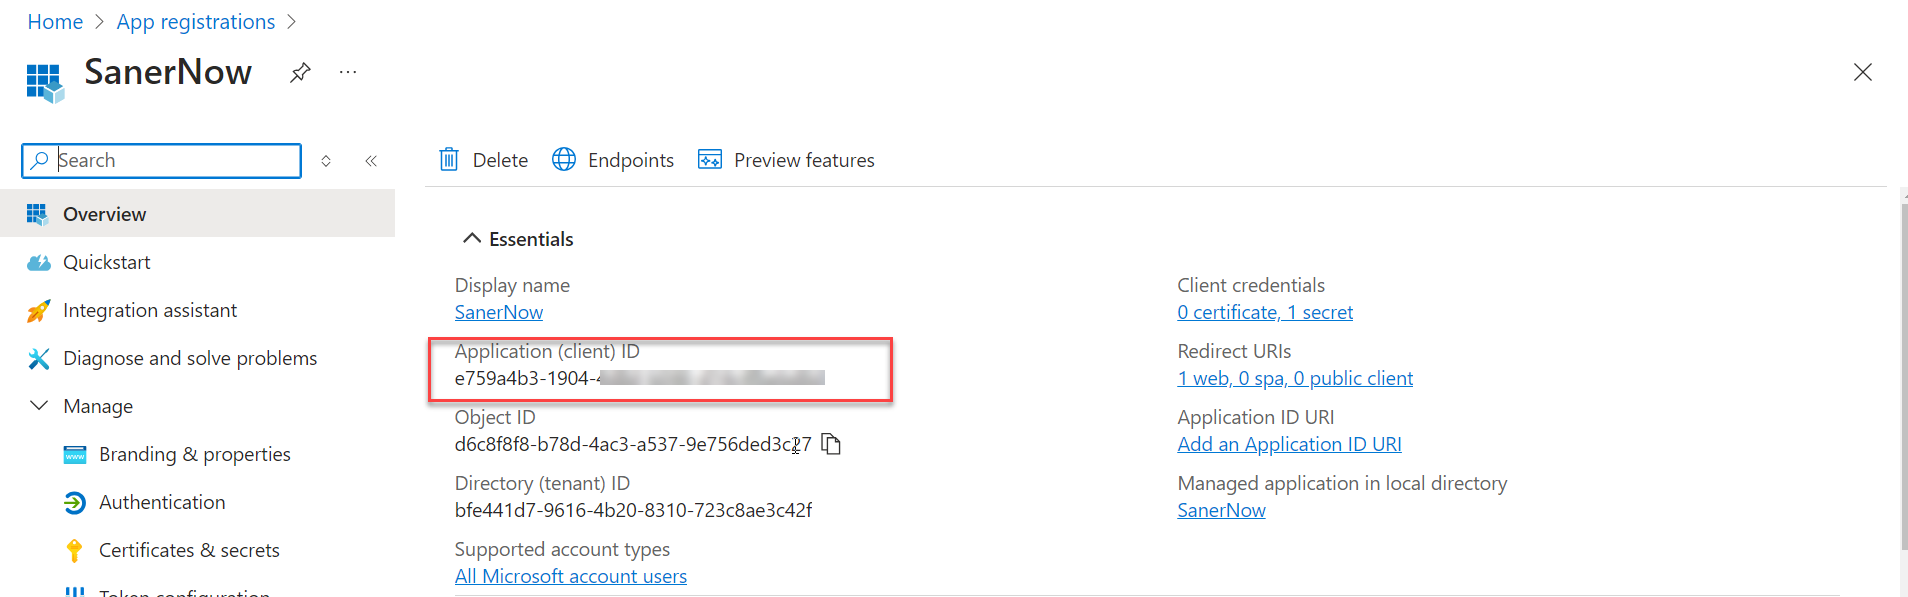 Home > App registrations >
SanerNow
...
Search
Delete
Endpoints
Preview features
Overview
Quickstart
Integration assistant
Diagnose and solve problems
Manage
Branding & properties
Authentication
Certificates & secrets
Token configuration
Essentials
Display name
SanerNow
Application (client) ID
e759a4b3-1904-
Object ID
d6c8f8f8-b78d-4ac3-a537-9e756ded3c27
Directory (tenant) ID
bfe441d7-9616-4b20-8310-723c8ae3c42f
Supported account types
All Microsoft account users
Client credentials
0 certificate, 1 secret
Redirect URIs
1 web, 0 spa, 0 public client
Application ID URI
Add an Application ID URI
Managed application in local directory
SanerNow